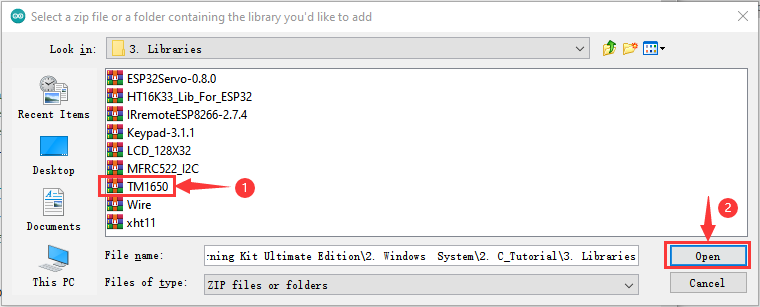 Select a zip file or a folder containing the library you'd like to add
Look in: 3. Libraries
ESP32Servo-0.8.0
HT16K33_Lib_For_ESP32
IRremoteESP8266-2.7.4
Keypad-3.1.1
LCD_128X32
MFRC522_I2C
TM1650
1
Wire
xht11
Recent Items
Desktop
Documents
This PC
2
File name: rning Kit Ultimate Edition\2. Windows System\2. C_Tutorial\3. Libraries
Open
Files of type: ZIP files or folders
Cancel